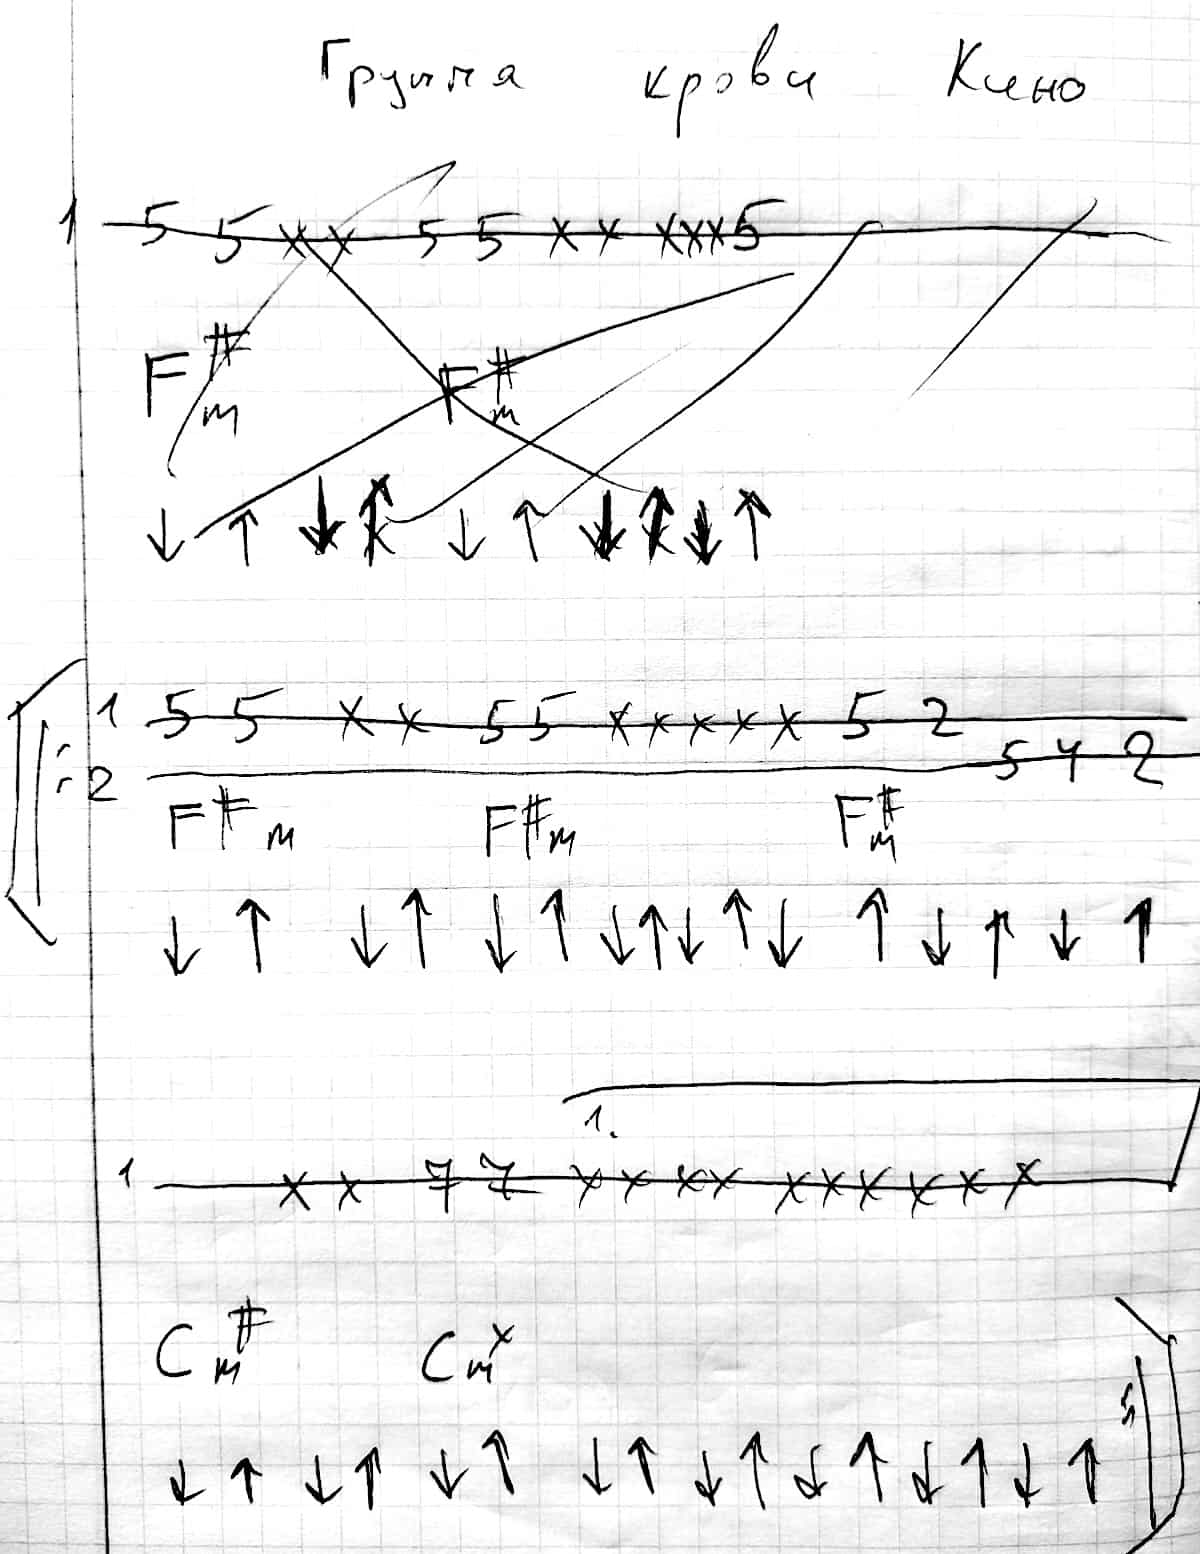 Группа крови Кино
1 5 5 x x 5 5 x x x x x 5
F#m F#m
↓ ↑ ↓ ↑ ↓ ↑ ↓ ↑ ↓ ↑
1 5 5 x x 5 5 x x x x x 5 2
2 5 4 2
F#m F#m F#m
↓ ↑ ↓ ↑ ↓ ↑ ↓ ↑ ↓ ↑ ↓ ↑ ↓ ↑ ↓ ↑
1.
1 x x 7 7 x x x x x x x x x x
C#m Cxm
↓ ↑ ↓ ↑ ↓ ↑ ↓ ↑ ↓ ↑ ↓ ↑ ↓ ↑ ↓ ↑